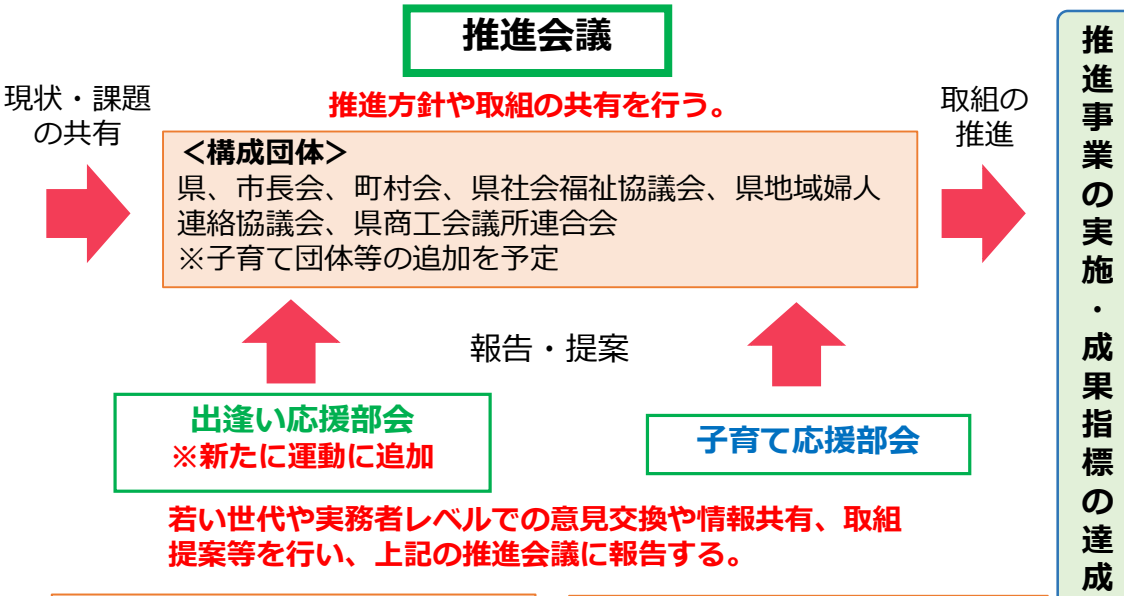 推進会議
現状・課題
の共有
推進方針や取組の共有を行う。
取組の
推進
＜構成団体＞
県、市長会、町村会、県社会福祉協議会、県地域婦人
連絡協議会、県商工会議所連合会
※子育て団体等の追加を予定
報告・提案
出逢い応援部会
※新たに運動に追加
子育て応援部会
若い世代や実務者レベルでの意見交換や情報共有、取組
提案等を行い、上記の推進会議に報告する。
推進事業の実施・成果指標の達成